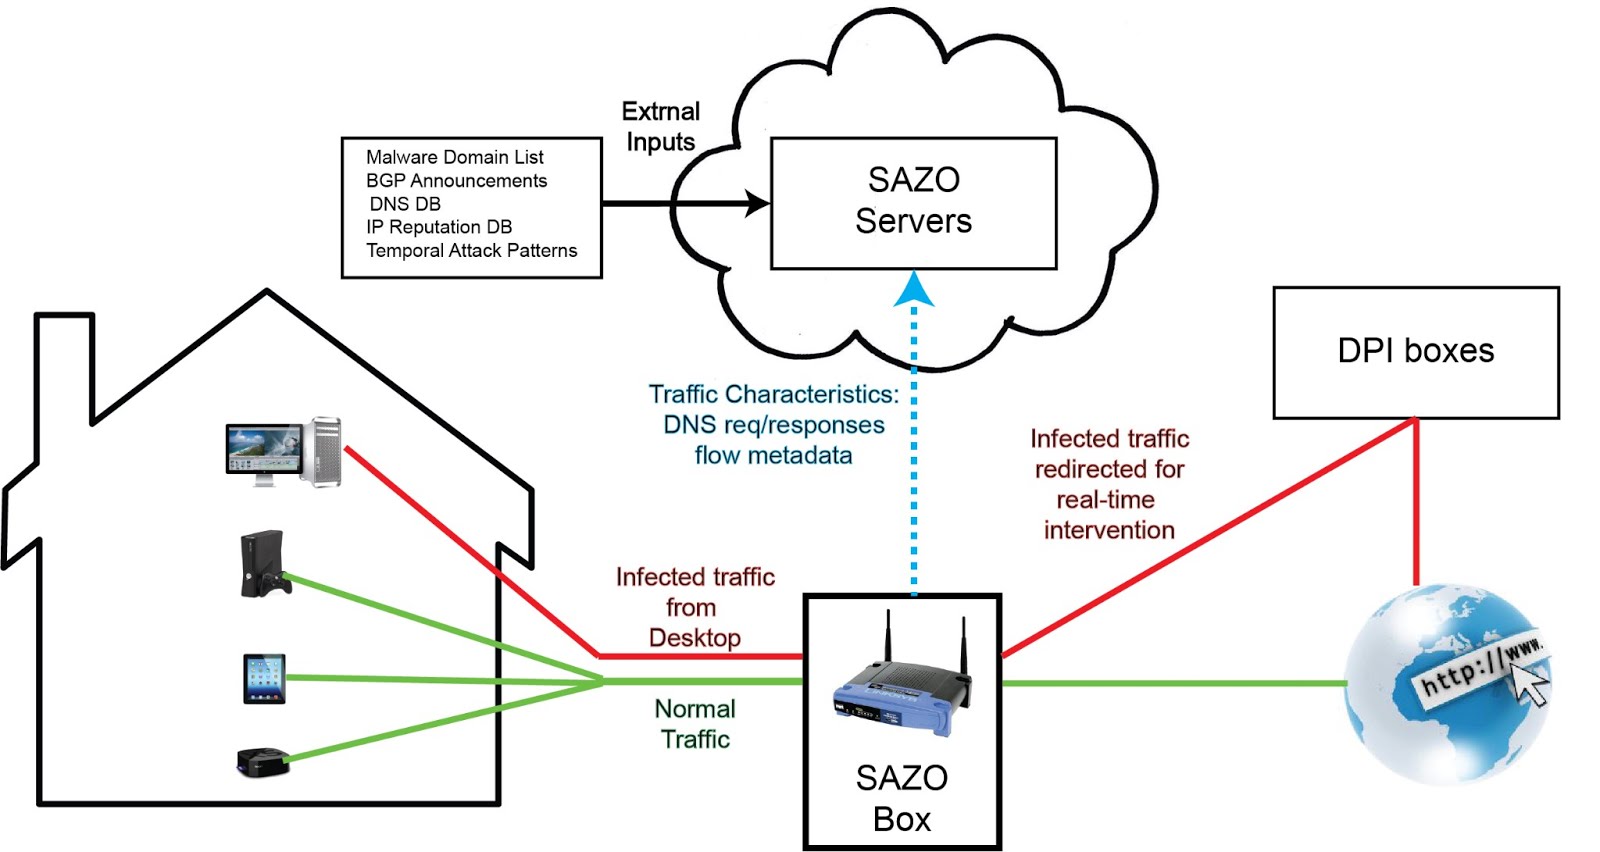 Extrnal
Inputs
Malware Domain List
BGP Announcements
DNS DB
IP Reputation DB
Temporal Attack Patterns
SAZO
Servers
DPI boxes
Traffic Characteristics:
DNS req/responses
flow metadata
Infected traffic
redirected for
real-time
intervention
Infected traffic
from
Desktop
Normal
Traffic
SAZO
Box
http://www.